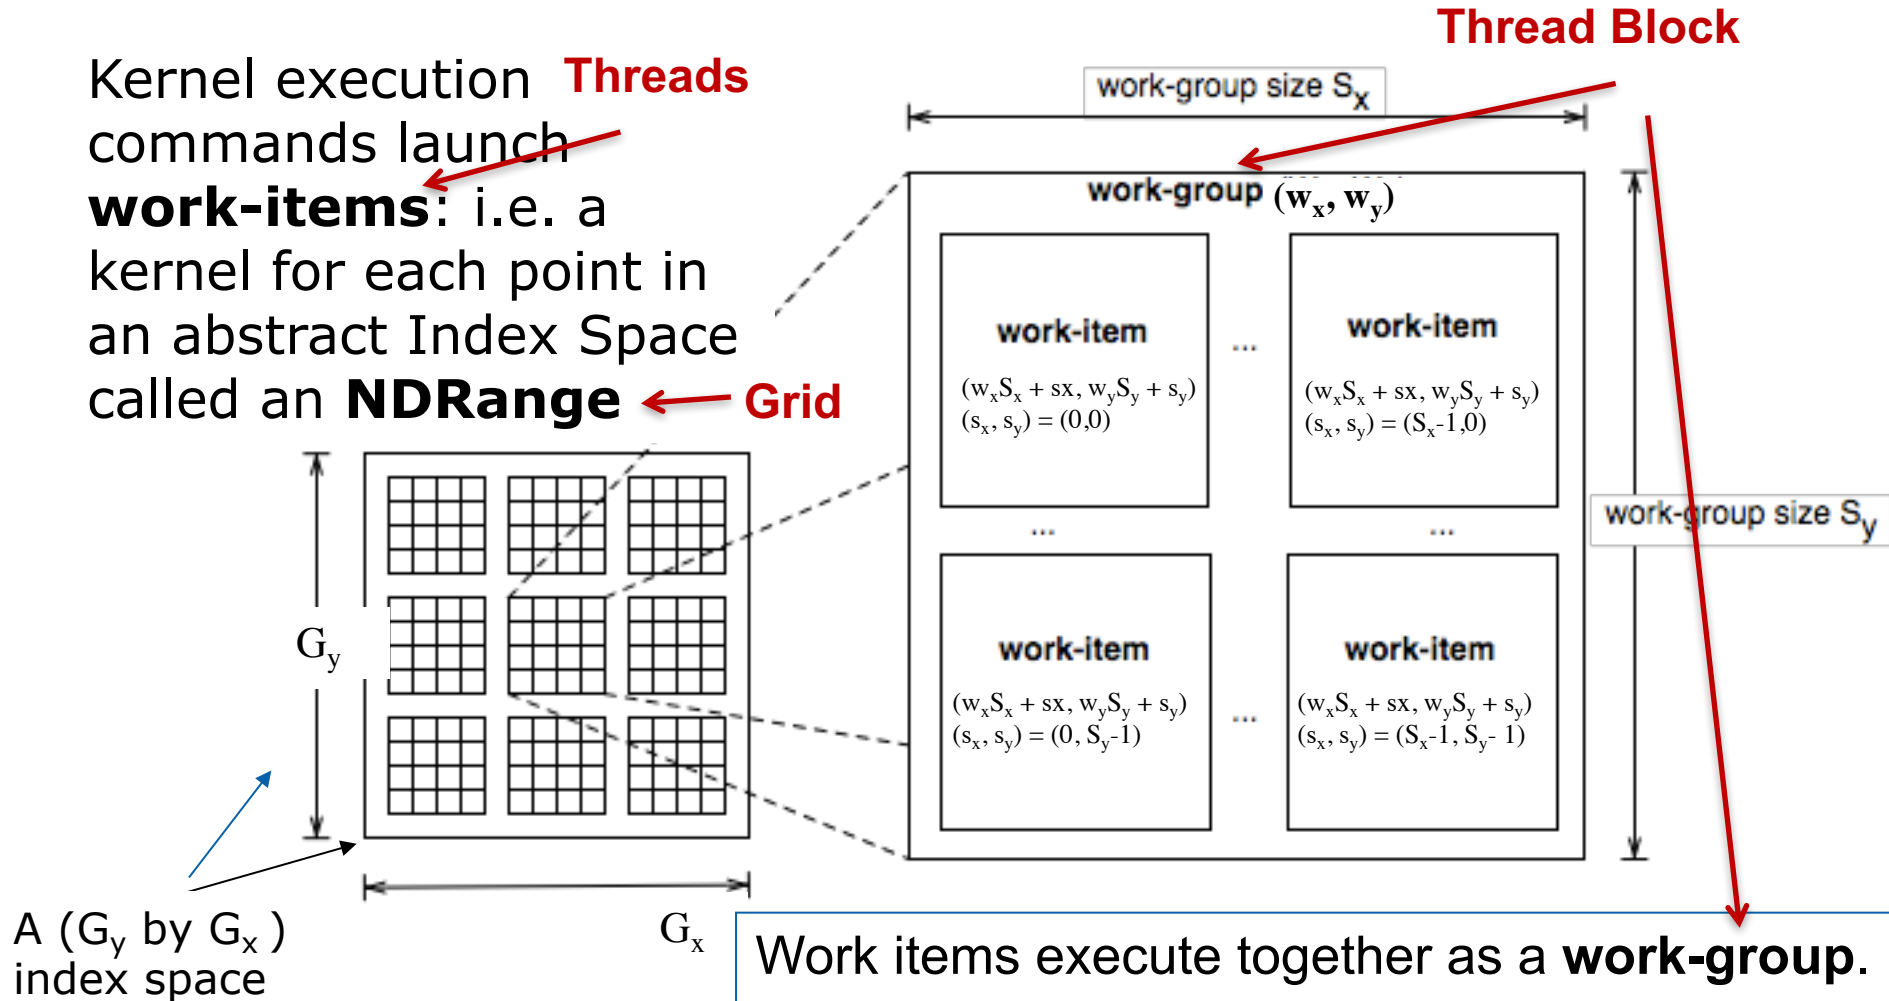 Thread Block
Kernel execution Threads
commands launch
work-items: i.e. a
kernel for each point in
an abstract Index Space
called an NDRange Grid
work-group size Sx
work-group (wx, wy)
work-item
(wxSx + sx, wySy + sy)
(sx, sy) = (0,0)
...
work-item
(wxSx + sx, wySy + sy)
(sx, sy) = (Sx-1,0)
...
...
work-group size Sy
work-item
(wxSx + sx, wySy + sy)
(sx, sy) = (0, Sy-1)
...
work-item
(wxSx + sx, wySy + sy)
(sx, sy) = (Sx-1, Sy- 1)
Gy
Gx
A (Gy by Gx )
index space
Work items execute together as a work-group.